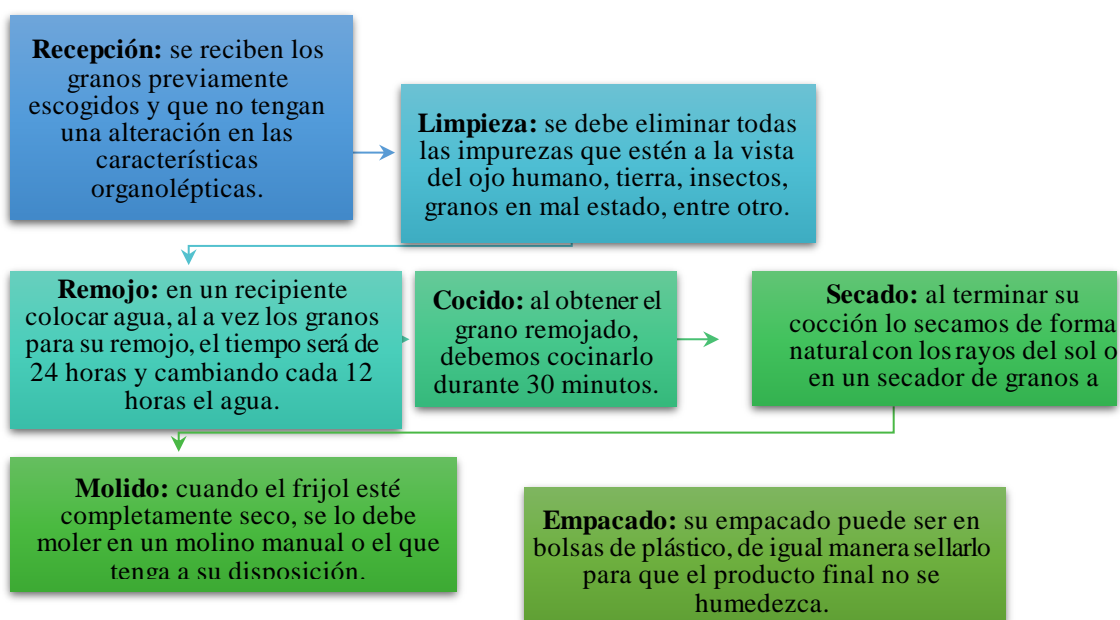 Recepción: se reciben los
granos previamente
escogidos y que no tengan
una alteración en las
características
organolépticas.
Limpieza: se debe eliminar todas
las impurezas que estén a la vista
del ojo humano, tierra, insectos,
granos en mal estado, entre otro.
Remojo: en un recipiente
colocar agua, al a vez los granos
para su remojo, el tiempo será de
24 horas y cambiando cada 12
horas el agua.
Cocido: al obtener el
grano remojado,
debemos cocinarlo
durante 30 minutos.
Secado: al terminar su
cocción lo secamos de forma
natural con los rayos del sol o
en un secador de granos a
Molido: cuando el frijol esté
completamente seco, se lo debe
moler en un molino manual o el que
tenga a su disposición.
Empacado: su empacado puede ser en
bolsas de plástico, de igual manera sellarlo
para que el producto final no se
humedezca.